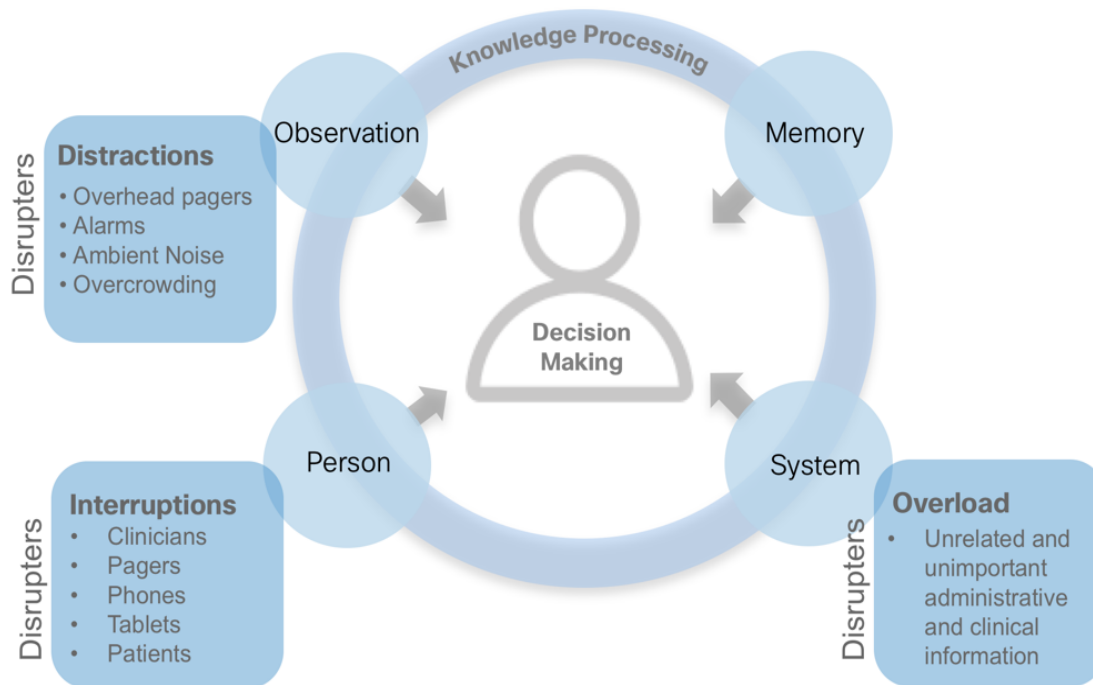 Knowledge Processing
Observation
Memory
Disrupters
Distractions
• Overhead pagers
• Alarms
• Ambient Noise
• Overcrowding
Decision
Making
Person
System
Disrupters
Interruptions
• Clinicians
• Pagers
• Phones
• Tablets
• Patients
Disrupters
Overload
• Unrelated and
unimportant
administrative
and clinical
information